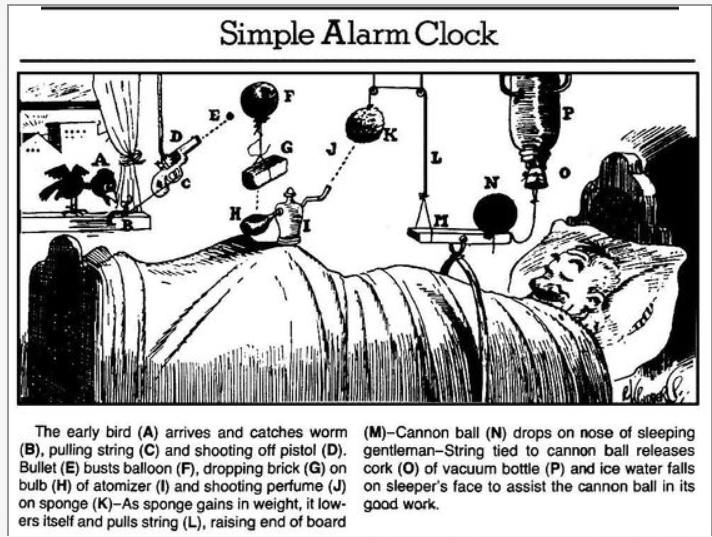 Simple Alarm Clock
A
B
C
D
E
F
G
H
I
J
K
L
M
N
O
P
The early bird (A) arrives and catches worm
(B), pulling string (C) and shooting off pistol (D).
Bullet (E) busts balloon (F), dropping brick (G) on
bulb (H) of atomizer (I) and shooting perfume (J)
on sponge (K)–As sponge gains in weight, it low-
ers itself and pulls string (L), raising end of board
(M)–Cannon ball (N) drops on nose of sleeping
gentleman–String tied to cannon ball releases
cork (O) of vacuum bottle (P) and ice water falls
on sleeper's face to assist the cannon ball in its
good work.